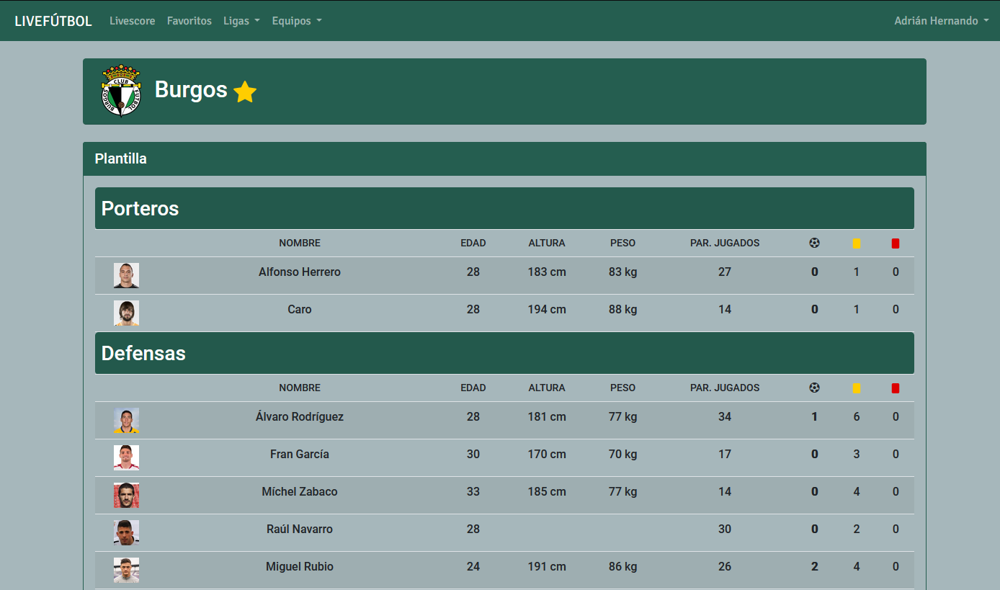 LIVEFÚTBOL Livescore Favoritos Ligas Equipos Adrián Hernando
CLUB
BURGOS FUTBOL
Burgos
Plantilla
Porteros
NOMBRE EDAD ALTURA PESO PAR. JUGADOS
Alfonso Herrero 28 183 cm 83 kg 27 0 1 0
Caro 28 194 cm 88 kg 14 0 1 0
Defensas
NOMBRE EDAD ALTURA PESO PAR. JUGADOS
Álvaro Rodríguez 28 181 cm 77 kg 34 1 6 0
Fran García 30 170 cm 70 kg 17 0 3 0
Míchel Zabaco 33 185 cm 77 kg 14 0 4 0
Raúl Navarro 28 30 0 2 0
Miguel Rubio 24 191 cm 86 kg 26 2 4 0